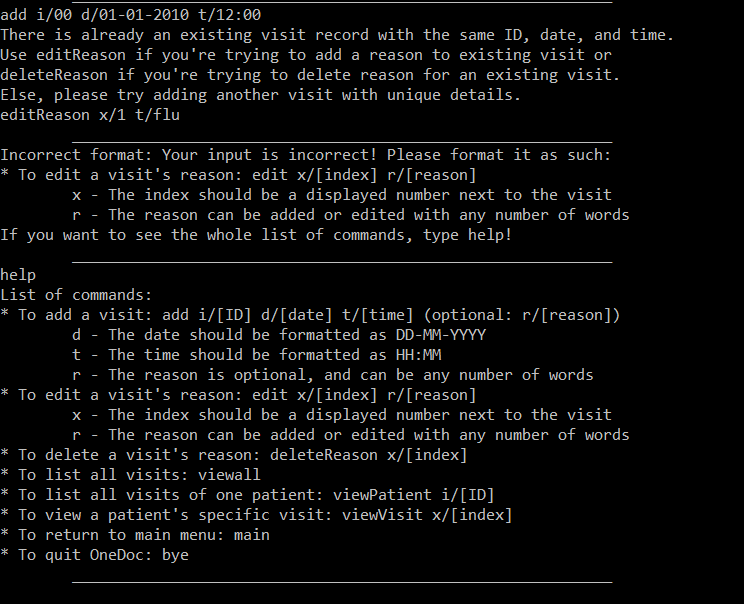 add i/00 d/01-01-2010 t/12:00
There is already an existing visit record with the same ID, date, and time.
Use editReason if you're trying to add a reason to existing visit or
deleteReason if you're trying to delete reason for an existing visit.
Else, please try adding another visit with unique details.
editReason x/1 t/flu
Incorrect format: Your input is incorrect! Please format it as such:
* To edit a visit's reason: edit x/[index] r/[reason]
x - The index should be a displayed number next to the visit
r - The reason can be added or edited with any number of words
If you want to see the whole list of commands, type help!
help
List of commands:
* To add a visit: add i/[ID] d/[date] t/[time] (optional: r/[reason])
d - The date should be formatted as DD-MM-YYYY
t - The time should be formatted as HH:MM
r - The reason is optional, and can be any number of words
* To edit a visit's reason: edit x/[index] r/[reason]
x - The index should be a displayed number next to the visit
r - The reason can be added or edited with any number of words
* To delete a visit's reason: deleteReason x/[index]
* To list all visits: viewall
* To list all visits of one patient: viewPatient i/[ID]
* To view a patient's specific visit: viewVisit x/[index]
* To return to main menu: main
* To quit OneDoc: bye